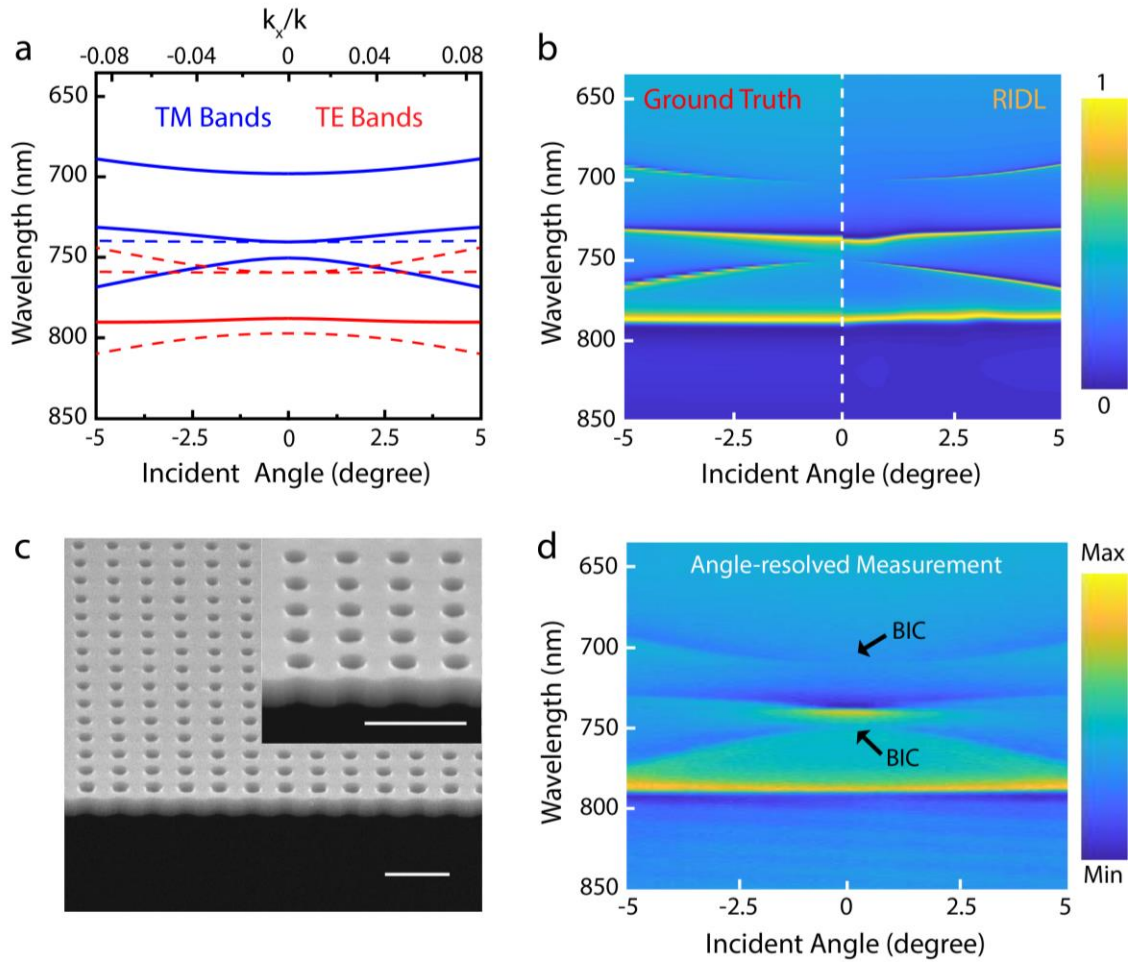 a
k_x/k
-0.08 -0.04 0 0.04 0.08
TM Bands TE Bands
650
700
750
800
850
Wavelength (nm)
-5 -2.5 0 2.5 5
Incident Angle (degree)
b
Ground Truth RIDL
650
700
750
800
850
Wavelength (nm)
-5 -2.5 0 2.5 5
Incident Angle (degree)
1
0
c
d
Angle-resolved Measurement
BIC
BIC
650
700
750
800
850
Wavelength (nm)
-5 -2.5 0 2.5 5
Incident Angle (degree)
Max
Min